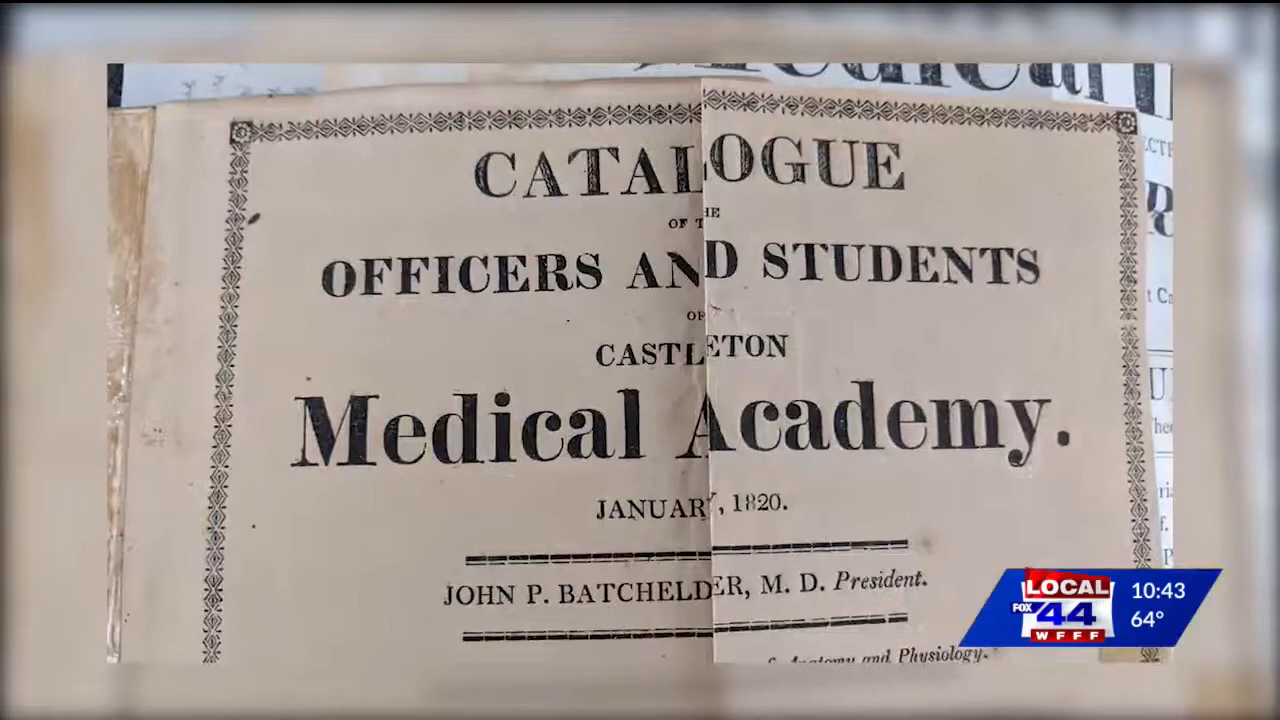 CATALOGUE
OF THE
OFFICERS AND STUDENTS
OF
CASTLETON
Medical Academy.
JANUARY, 1820.
JOHN P. BATCHELDER, M. D. President.
Anatomy and Physiology.
LOCAL
FOX 44
WFFF
10:43
64°